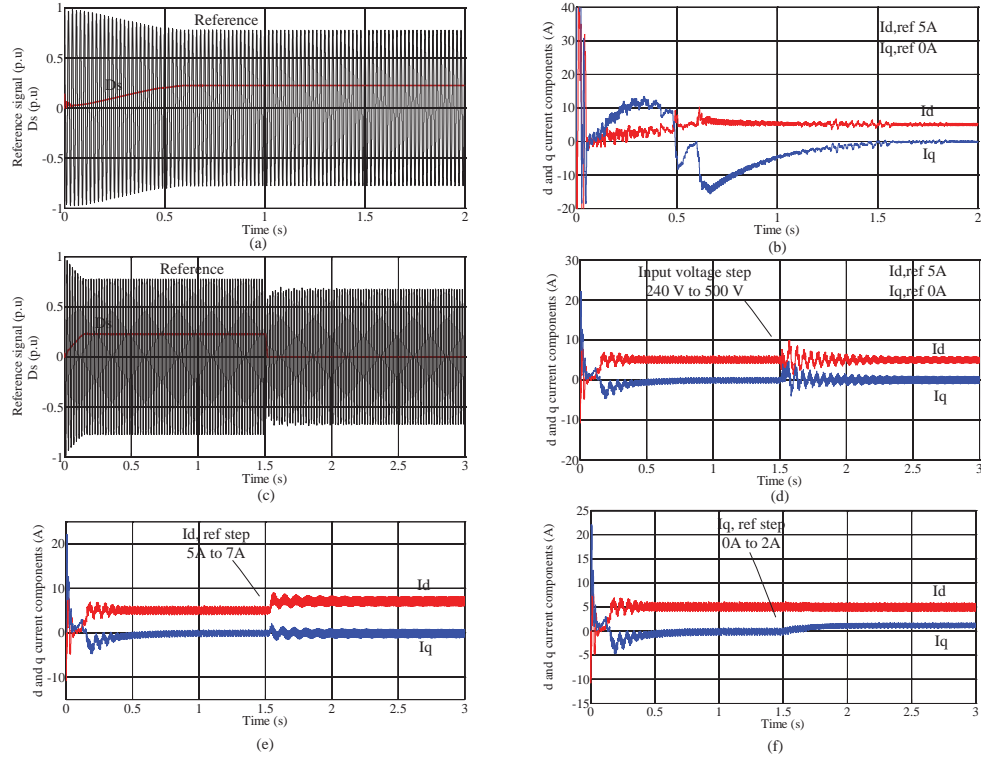 Reference signal (p.u)
Ds (p.u)
1
0.5
0
-0.5
-1
Reference
Ds
0
0.5
1
1.5
2
Time (s)
(a)
d and q current components (A)
40
30
20
10
0
-10
-20
Id,ref 5A
Iq,ref 0A
Id
Iq
0
0.5
1
1.5
2
Time (s)
(b)
Reference signal (p.u)
Ds (p.u)
1
0.5
0
-0.5
-1
Reference
Ds
0
0.5
1
1.5
2
2.5
3
Time (s)
(c)
d and q current components (A)
30
20
10
0
-10
-20
Input voltage step
240 V to 500 V
Id,ref 5A
Iq,ref 0A
Id
Iq
0
0.5
1
1.5
2
2.5
3
Time (s)
(d)
d and q current components (A)
20
10
0
-10
Id, ref step
5A to 7A
Id
Iq
0
0.5
1
1.5
2
2.5
3
Time (s)
(e)
d and q current components (A)
25
20
15
10
5
0
-5
-10
-15
Iq, ref step
0A to 2A
Id
Iq
0
0.5
1
1.5
2
2.5
3
Time (s)
(f)